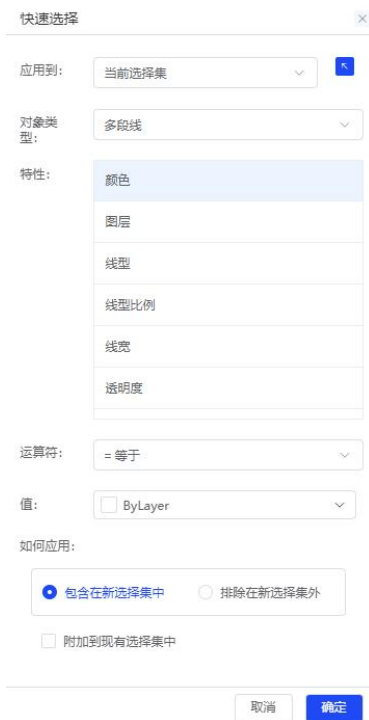 快速选择
应用到: 当前选择集
对象类型: 多段线
特性: 颜色
图层
线型
线型比例
线宽
透明度
运算符: = 等于
值: ByLayer
如何应用:
包含在新选择集中 排除在新选择集外
附加到现有选择集中
取消 确定